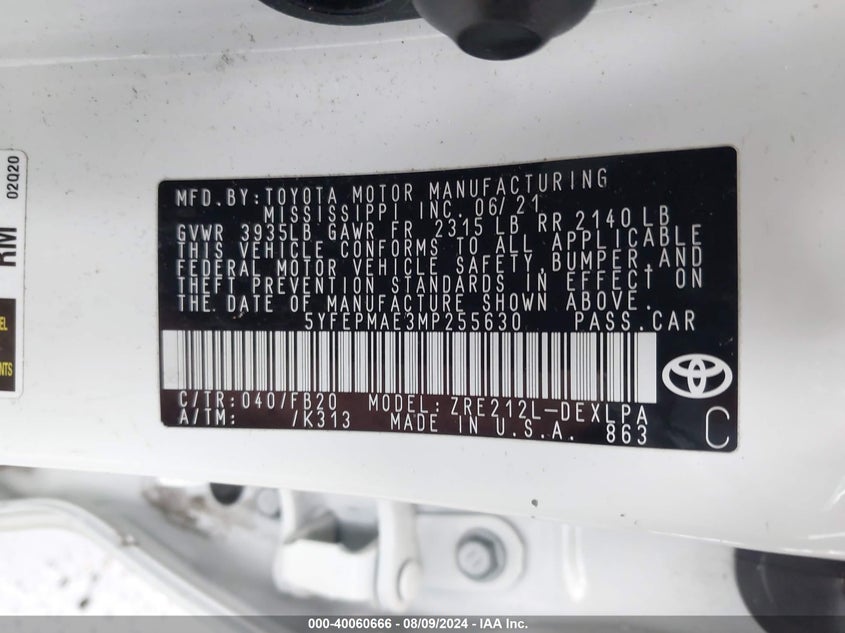 MFD. BY: TOYOTA MOTOR MANUFACTURING
MISSISSIPPI INC. 06/21
GVWR 3935LB GAWR FR 2315 LB RR 2140 LB
THIS VEHICLE CONFORMS TO ALL APPLICABLE
FEDERAL MOTOR VEHICLE SAFETY, BUMPER, AND
THEFT PREVENTION STANDARDS IN EFFECT ON
THE DATE OF MANUFACTURE SHOWN ABOVE.
5YFEPMAE3MP255630 PASS. CAR
C/TR: 040/FB20 MODEL: ZRE212L-DEXLPA
A/TM: /K313 MADE IN U.S.A. 863
C
RM
02Q20
000-40060666 - 08/09/2024 - IAA Inc.